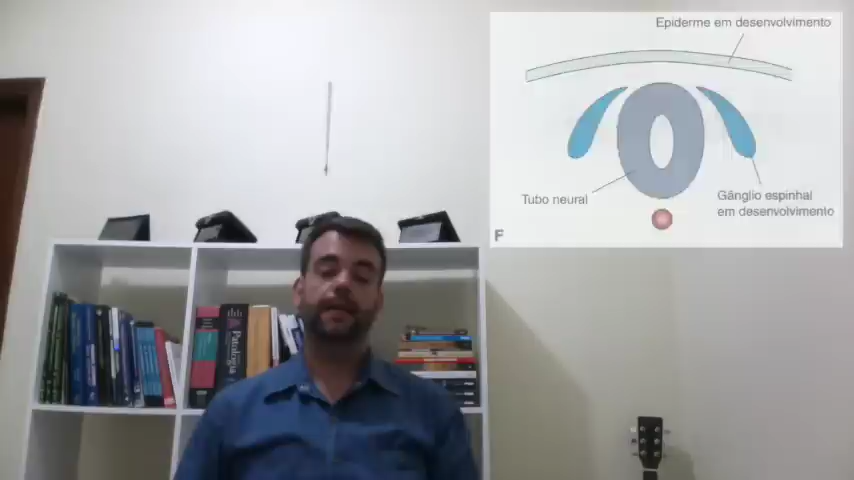 Epiderme em desenvolvimento
Tubo neural
Gânglio espinhal
em desenvolvimento
F
Patologia